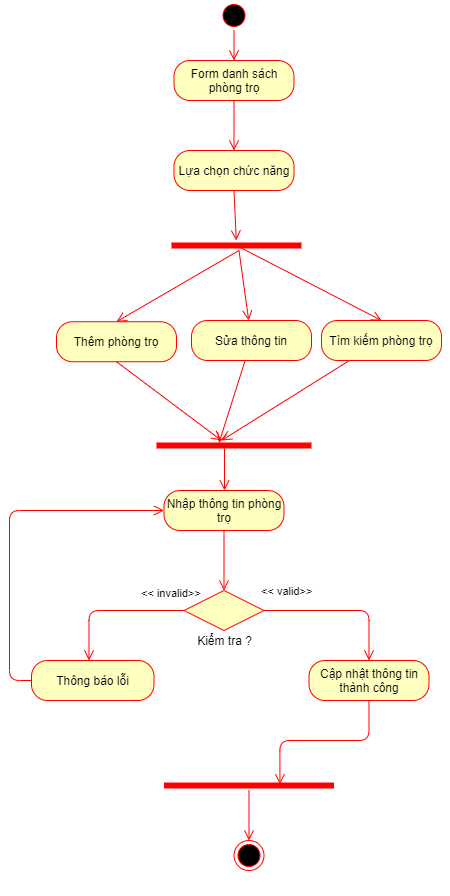 Form danh sách
phòng trọ
Lựa chọn chức năng
Thêm phòng trọ
Sửa thông tin
Tìm kiếm phòng trọ
Nhập thông tin phòng
trọ
<< invalid>>
<< valid>>
Kiểm tra ?
Thông báo lỗi
Cập nhật thông tin
thành công